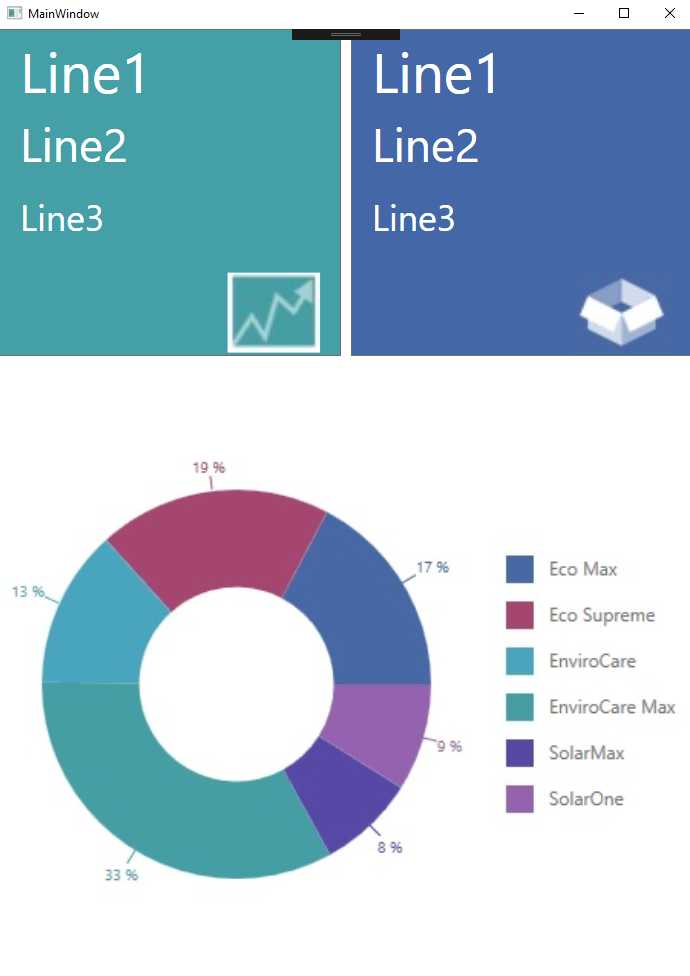 MainWindow
Line1
Line2
Line3
Line1
Line2
Line3
19 %
17 %
13 %
9 %
8 %
33 %
Eco Max
Eco Supreme
EnviroCare
EnviroCare Max
SolarMax
SolarOne